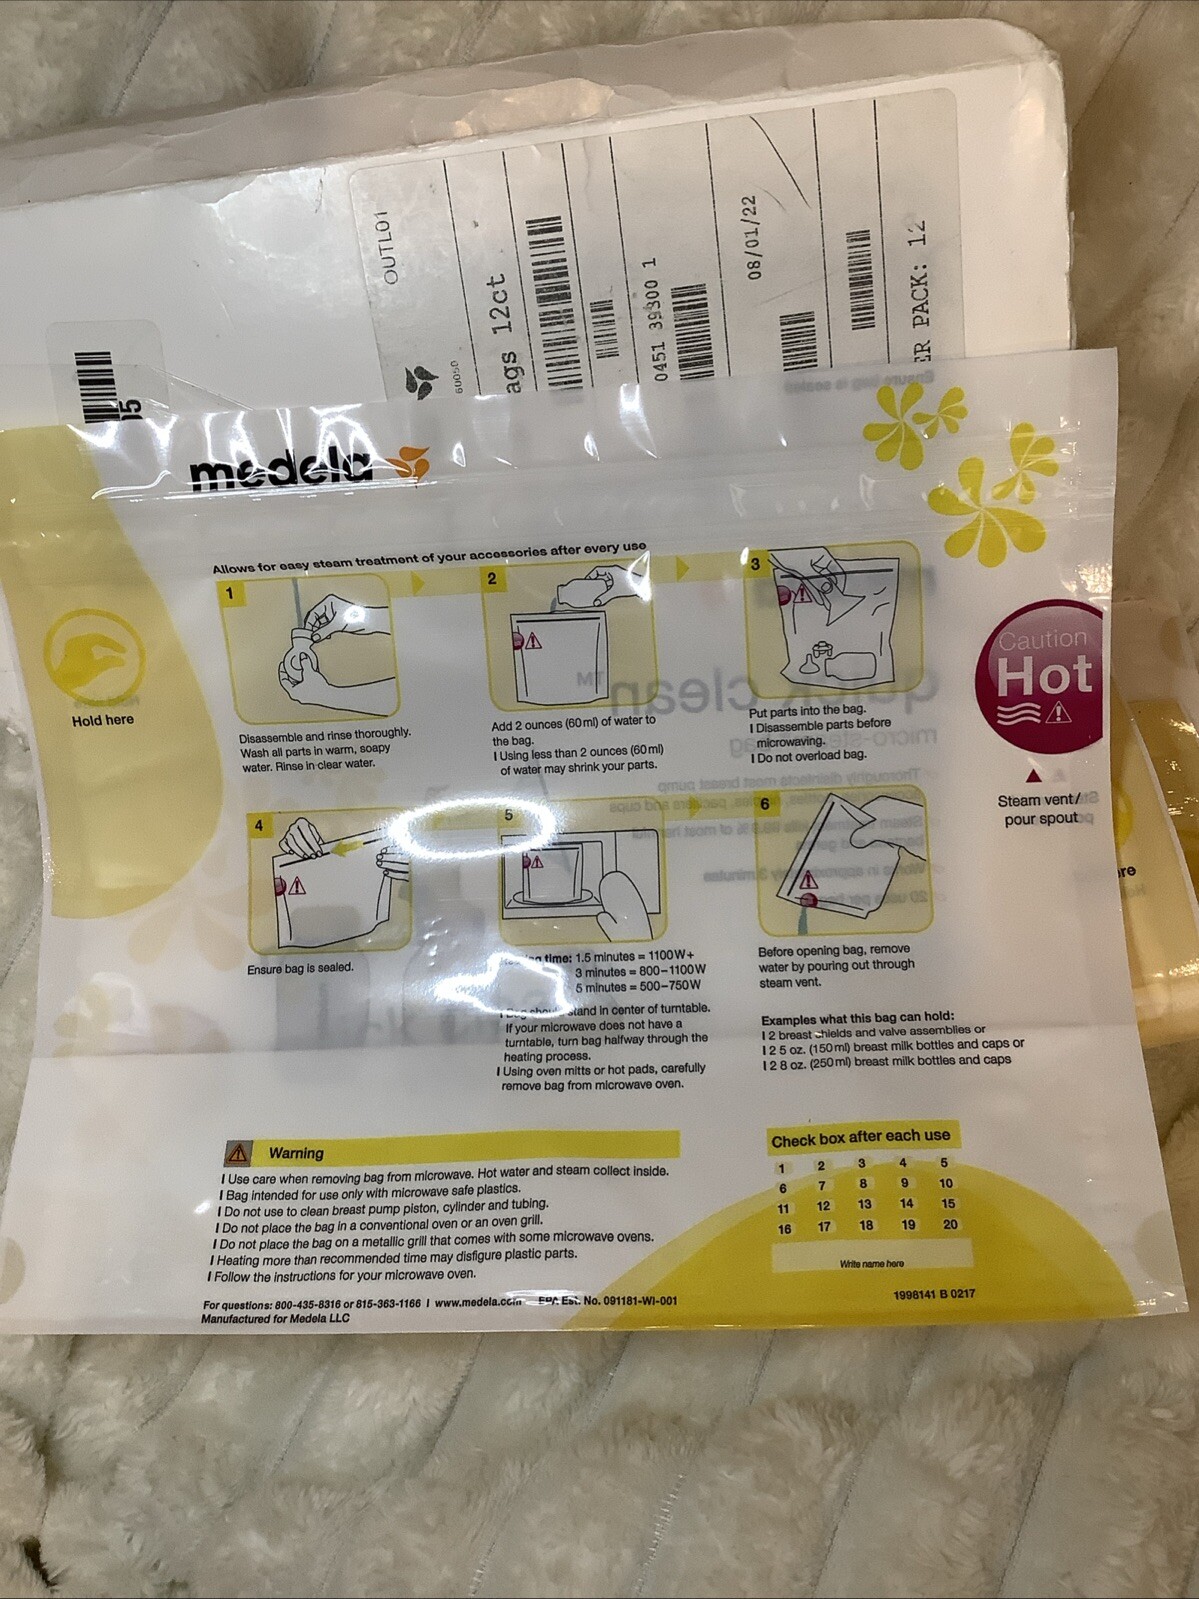 OUTL01
60050
ags 12ct
0451 39300 1
08/01/22
ER PACK: 12
medela
Allows for easy steam treatment of your accessories after every use
1
2
3
Hold here
Disassemble and rinse thoroughly.
Wash all parts in warm, soapy
water. Rinse in clear water.
Add 2 ounces (60 ml) of water to
the bag.
I Using less than 2 ounces (60 ml)
of water may shrink your parts.
Put parts into the bag.
I Disassemble parts before
microwaving.
I Do not overload bag.
Caution
Hot
Steam vent/
pour spout
4
5
6
Ensure bag is sealed.
time: 1.5 minutes = 1100W+
3 minutes = 800–1100W
5 minutes = 500–750W
I Bag should stand in center of turntable.
If your microwave does not have a
turntable, turn bag halfway through the
heating process.
I Using oven mitts or hot pads, carefully
remove bag from microwave oven.
Before opening bag, remove
water by pouring out through
steam vent.
Examples what this bag can hold:
I 2 breast shields and valve assemblies or
I 2 5 oz. (150 ml) breast milk bottles and caps or
I 2 8 oz. (250 ml) breast milk bottles and caps
Warning
I Use care when removing bag from microwave. Hot water and steam collect inside.
I Bag intended for use only with microwave safe plastics.
I Do not use to clean breast pump piston, cylinder and tubing.
I Do not place the bag in a conventional oven or an oven grill.
I Do not place the bag on a metallic grill that comes with some microwave ovens.
I Heating more than recommended time may disfigure plastic parts.
I Follow the instructions for your microwave oven.
For questions: 800-435-8316 or 815-363-1166 I www.medela.com EPA Est. No. 091181-WI-001
Manufactured for Medela LLC
Check box after each use
1 2 3 4 5
6 7 8 9 10
11 12 13 14 15
16 17 18 19 20
Write name here
1998141 B 0217